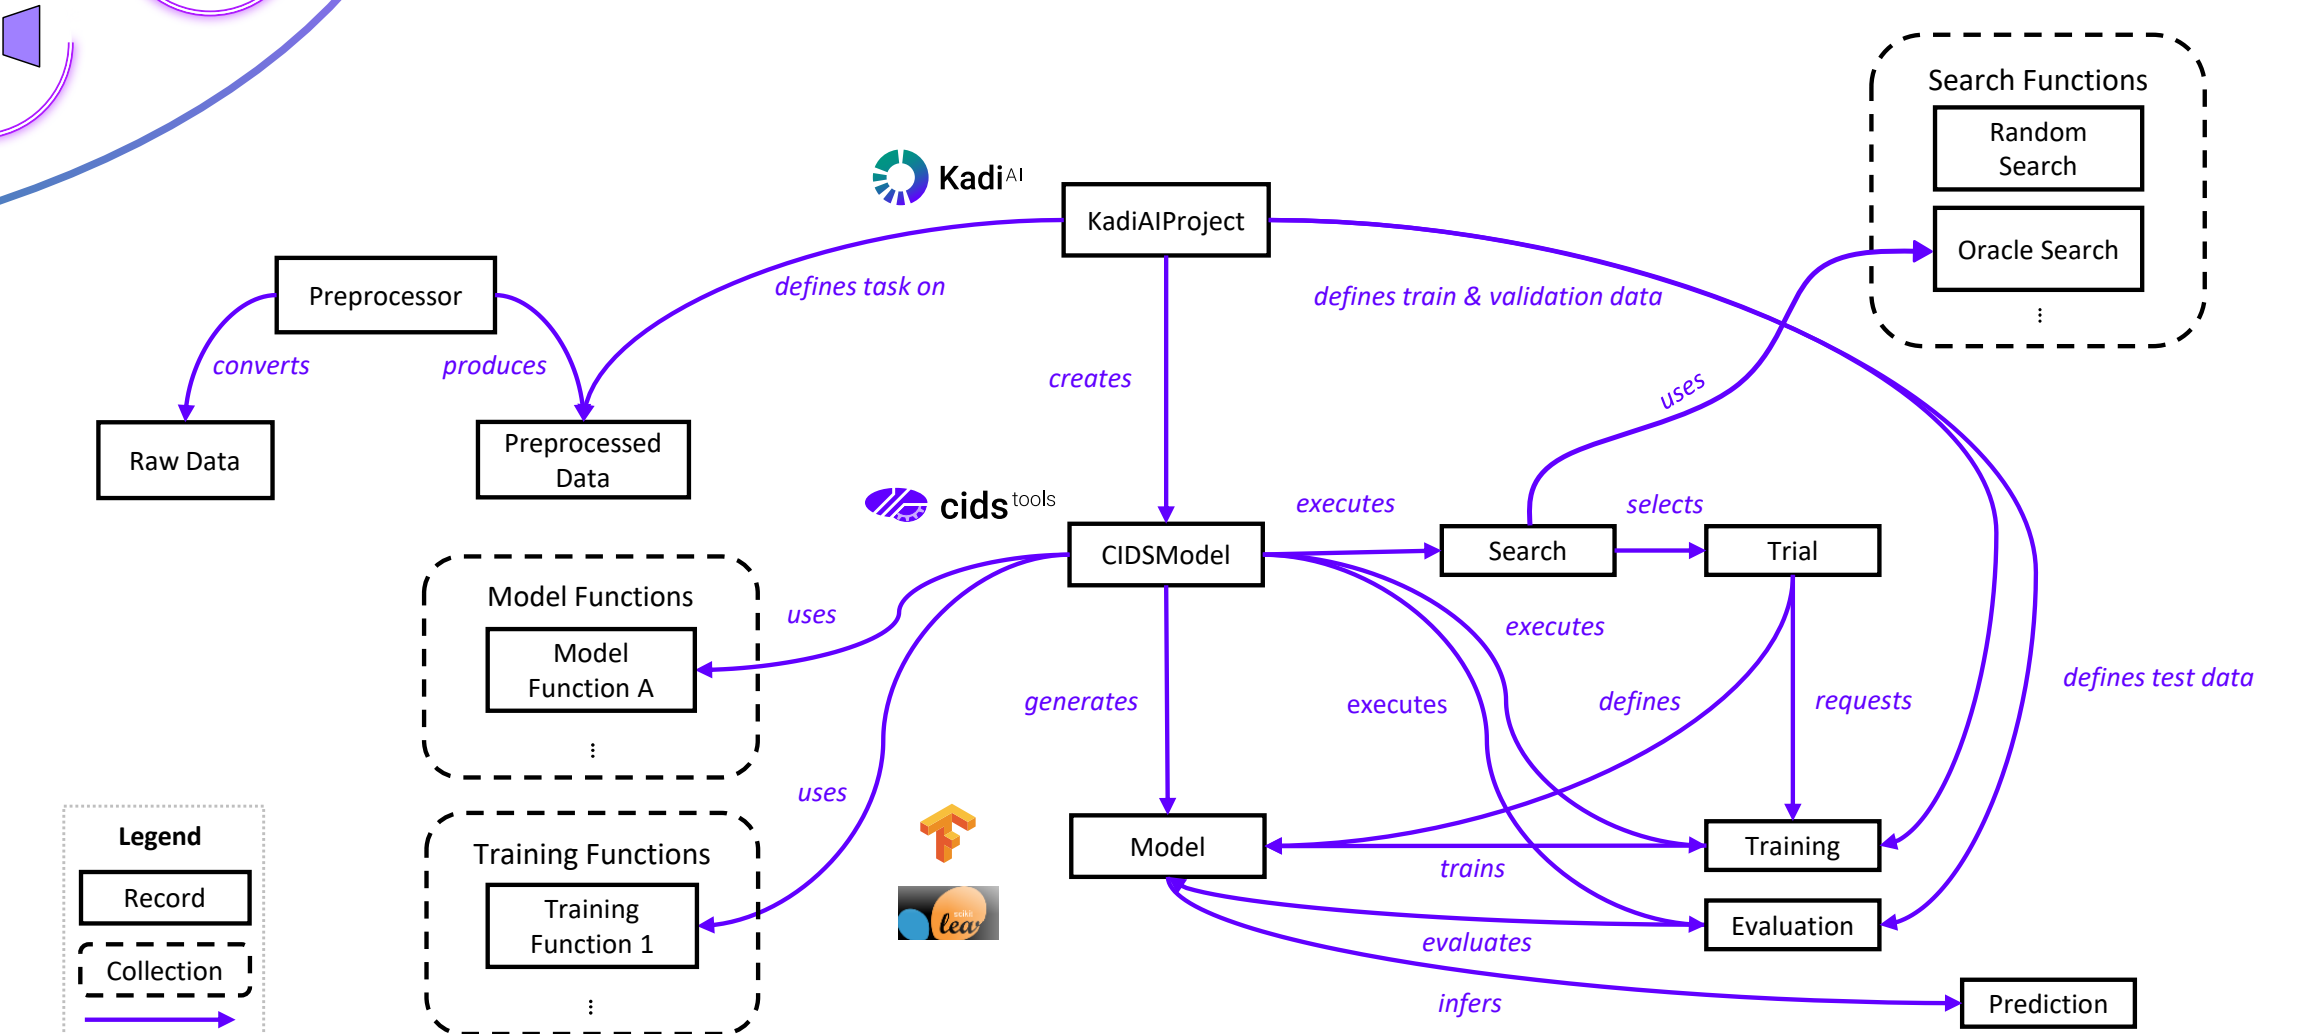 Search Functions
Random
Search
Oracle Search
⋮
Kadi AI
KadiAIProject
defines task on
defines train & validation data
Preprocessor
converts
produces
creates
uses
Raw Data
Preprocessed
Data
cids tools
executes
selects
CIDSModel
Search
Trial
Model Functions
Model
Function A
⋮
uses
executes
generates
executes
defines
requests
defines test data
uses
Legend
Record
Collection
Training Functions
Training
Function 1
⋮
Model
trains
Training
scikit
evaluates
Evaluation
infers
Prediction